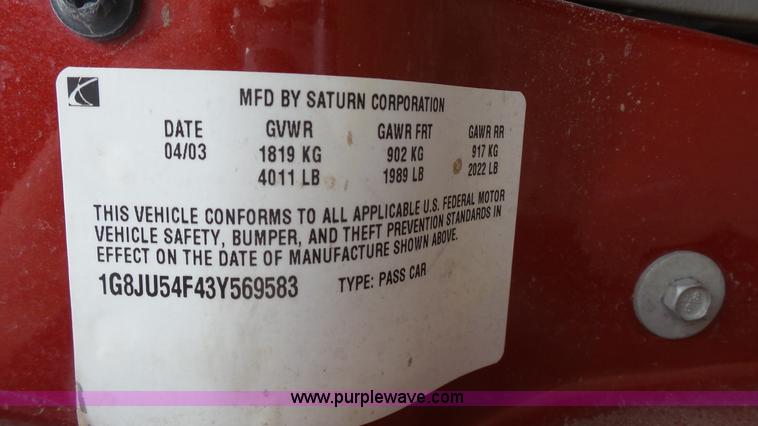 MFD BY SATURN CORPORATION
DATE GVWR GAWR FRT GAWR RR
04/03 1819 KG 902 KG 917 KG
4011 LB 1989 LB 2022 LB
THIS VEHICLE CONFORMS TO ALL APPLICABLE U.S. FEDERAL MOTOR
VEHICLE SAFETY, BUMPER, AND THEFT PREVENTION STANDARDS IN
EFFECT ON THE DATE OF MANUFACTURE SHOWN ABOVE.
1G8JU54F43Y569583 TYPE: PASS CAR
www.purplewave.com